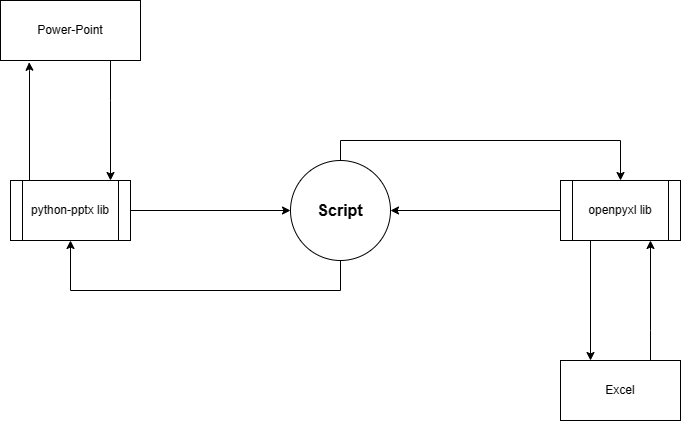 Power-Point
python-pptx lib
Script
openpyxl lib
Excel